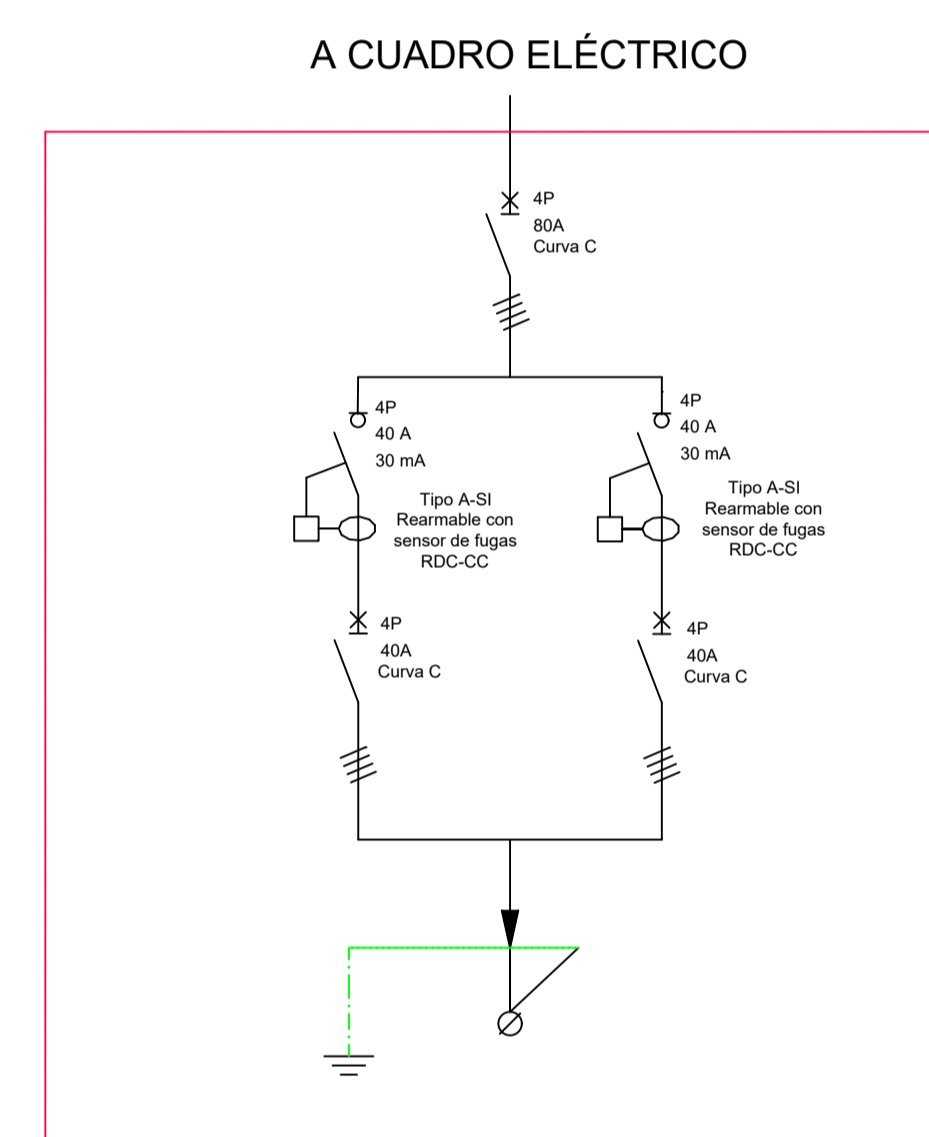 A CUADRO ELÉCTRICO
4P
80A
Curva C
4P
40 A
30 mA
Tipo A-SI
Rearmable con
sensor de fugas
RDC-CC
4P
40 A
30 mA
Tipo A-SI
Rearmable con
sensor de fugas
RDC-CC
4P
40A
Curva C
4P
40A
Curva C